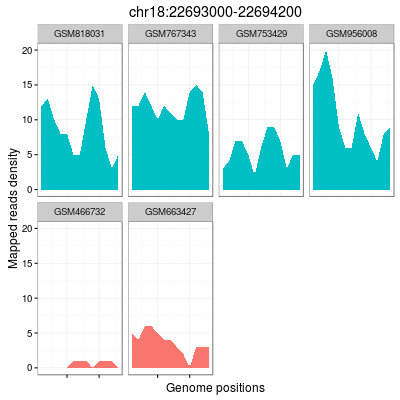 chr18:22693000-22694200
GSM818031 GSM767343 GSM753429 GSM956008
20
15
10
5
0
GSM466732 GSM663427
20
15
10
5
0
Mapped reads density
Genome positions